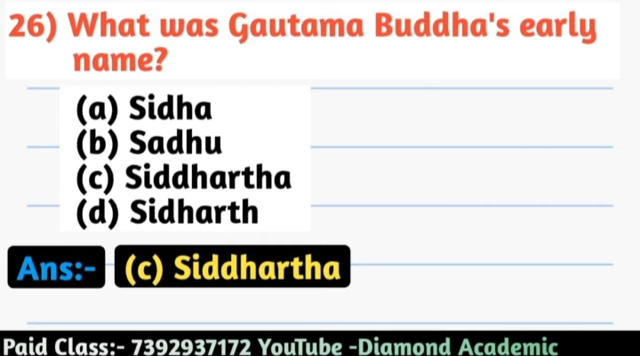 26) What was Gautama Buddha's early
name?
(a) Sidha
(b) Sadhu
(c) Siddhartha
(d) Sidharth
Ans:- (c) Siddhartha
Paid Class:- 7392937172 YouTube -Diamond Academic